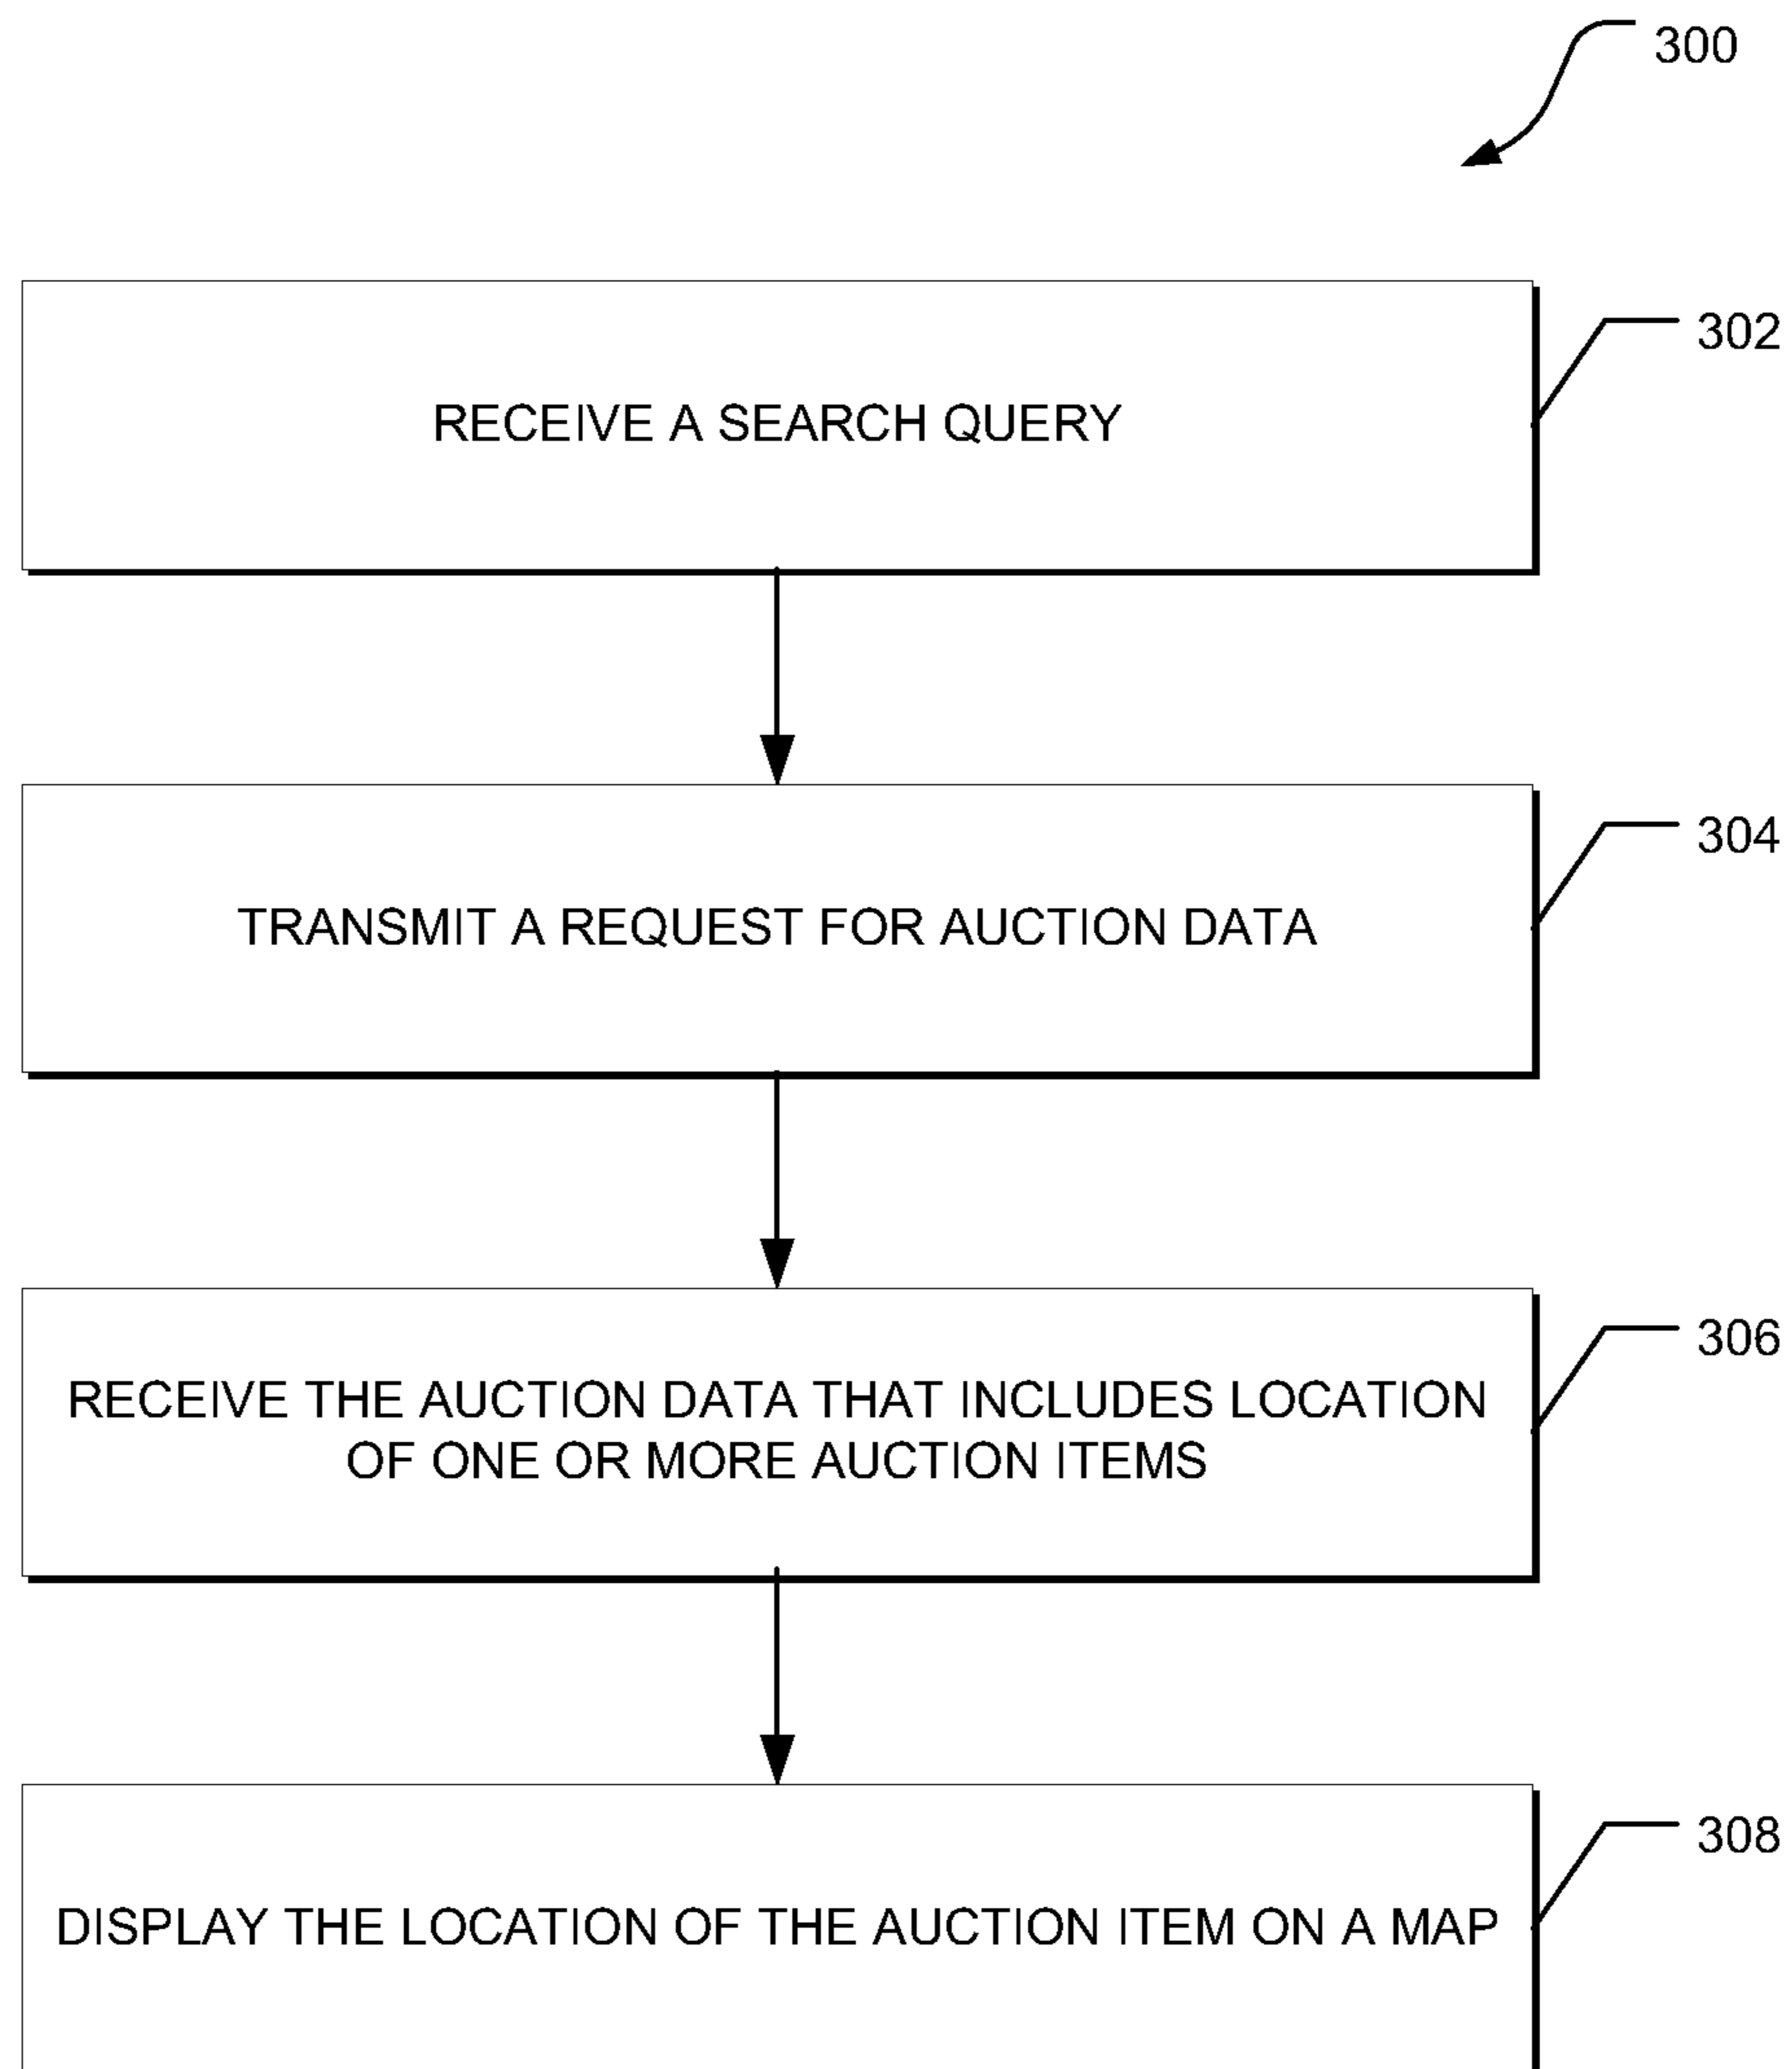 300
302
RECEIVE A SEARCH QUERY
304
TRANSMIT A REQUEST FOR AUCTION DATA
306
RECEIVE THE AUCTION DATA THAT INCLUDES LOCATION
OF ONE OR MORE AUCTION ITEMS
308
DISPLAY THE LOCATION OF THE AUCTION ITEM ON A MAP